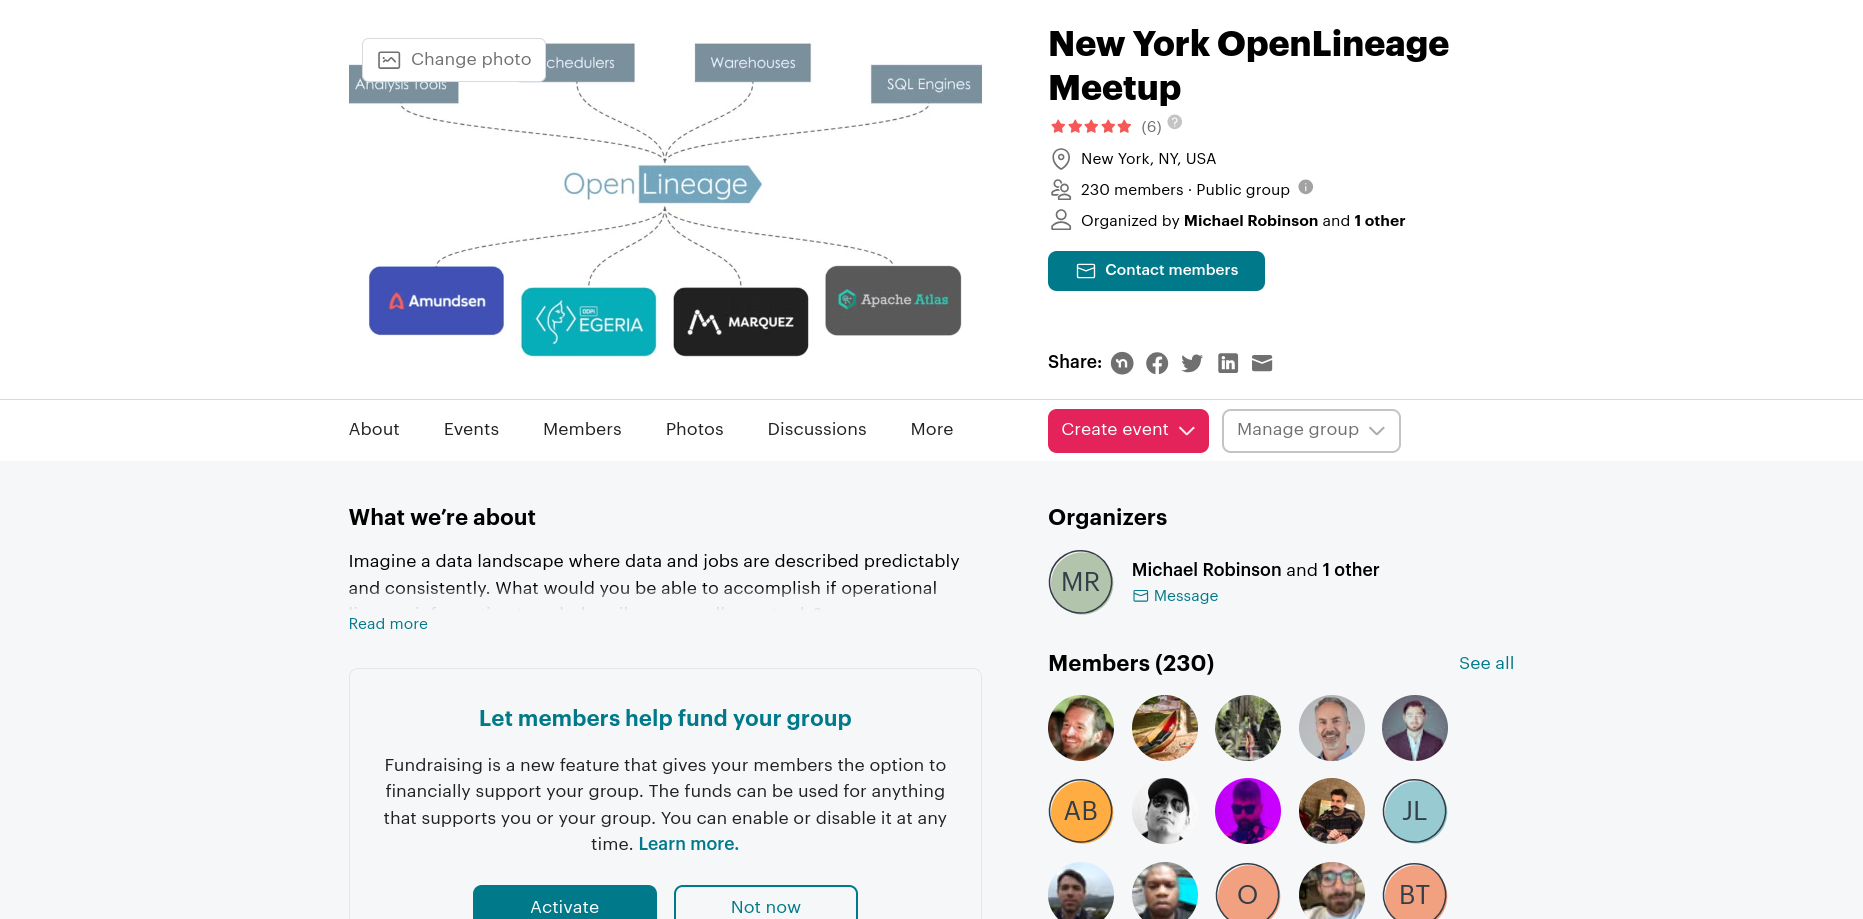 Change photo
Schedulers
Warehouses
Analysis Tools
SQL Engines
Open Lineage
Amundsen
ODPi
EGERIA
MARQUEZ
Apache Atlas
New York OpenLineage
Meetup
(6)
New York, NY, USA
230 members · Public group
Organized by Michael Robinson and 1 other
Contact members
Share:
About
Events
Members
Photos
Discussions
More
Create event
Manage group
What we’re about
Imagine a data landscape where data and jobs are described predictably
and consistently. What would you be able to accomplish if operational
Read more
Let members help fund your group
Fundraising is a new feature that gives your members the option to
financially support your group. The funds can be used for anything
that supports you or your group. You can enable or disable it at any
time. Learn more.
Activate
Not now
Organizers
MR
Michael Robinson and 1 other
Message
Members (230)
See all
AB
JL
O
BT